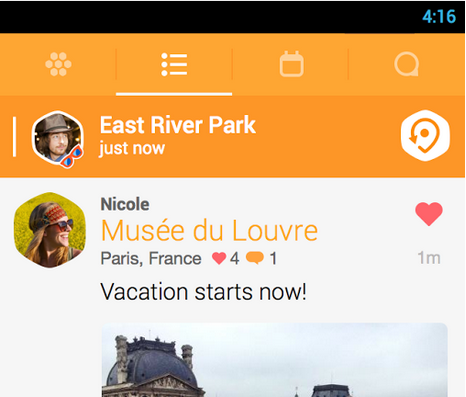 4:16
East River Park
just now
Nicole
Musée du Louvre
Paris, France 4 1
1m
Vacation starts now!